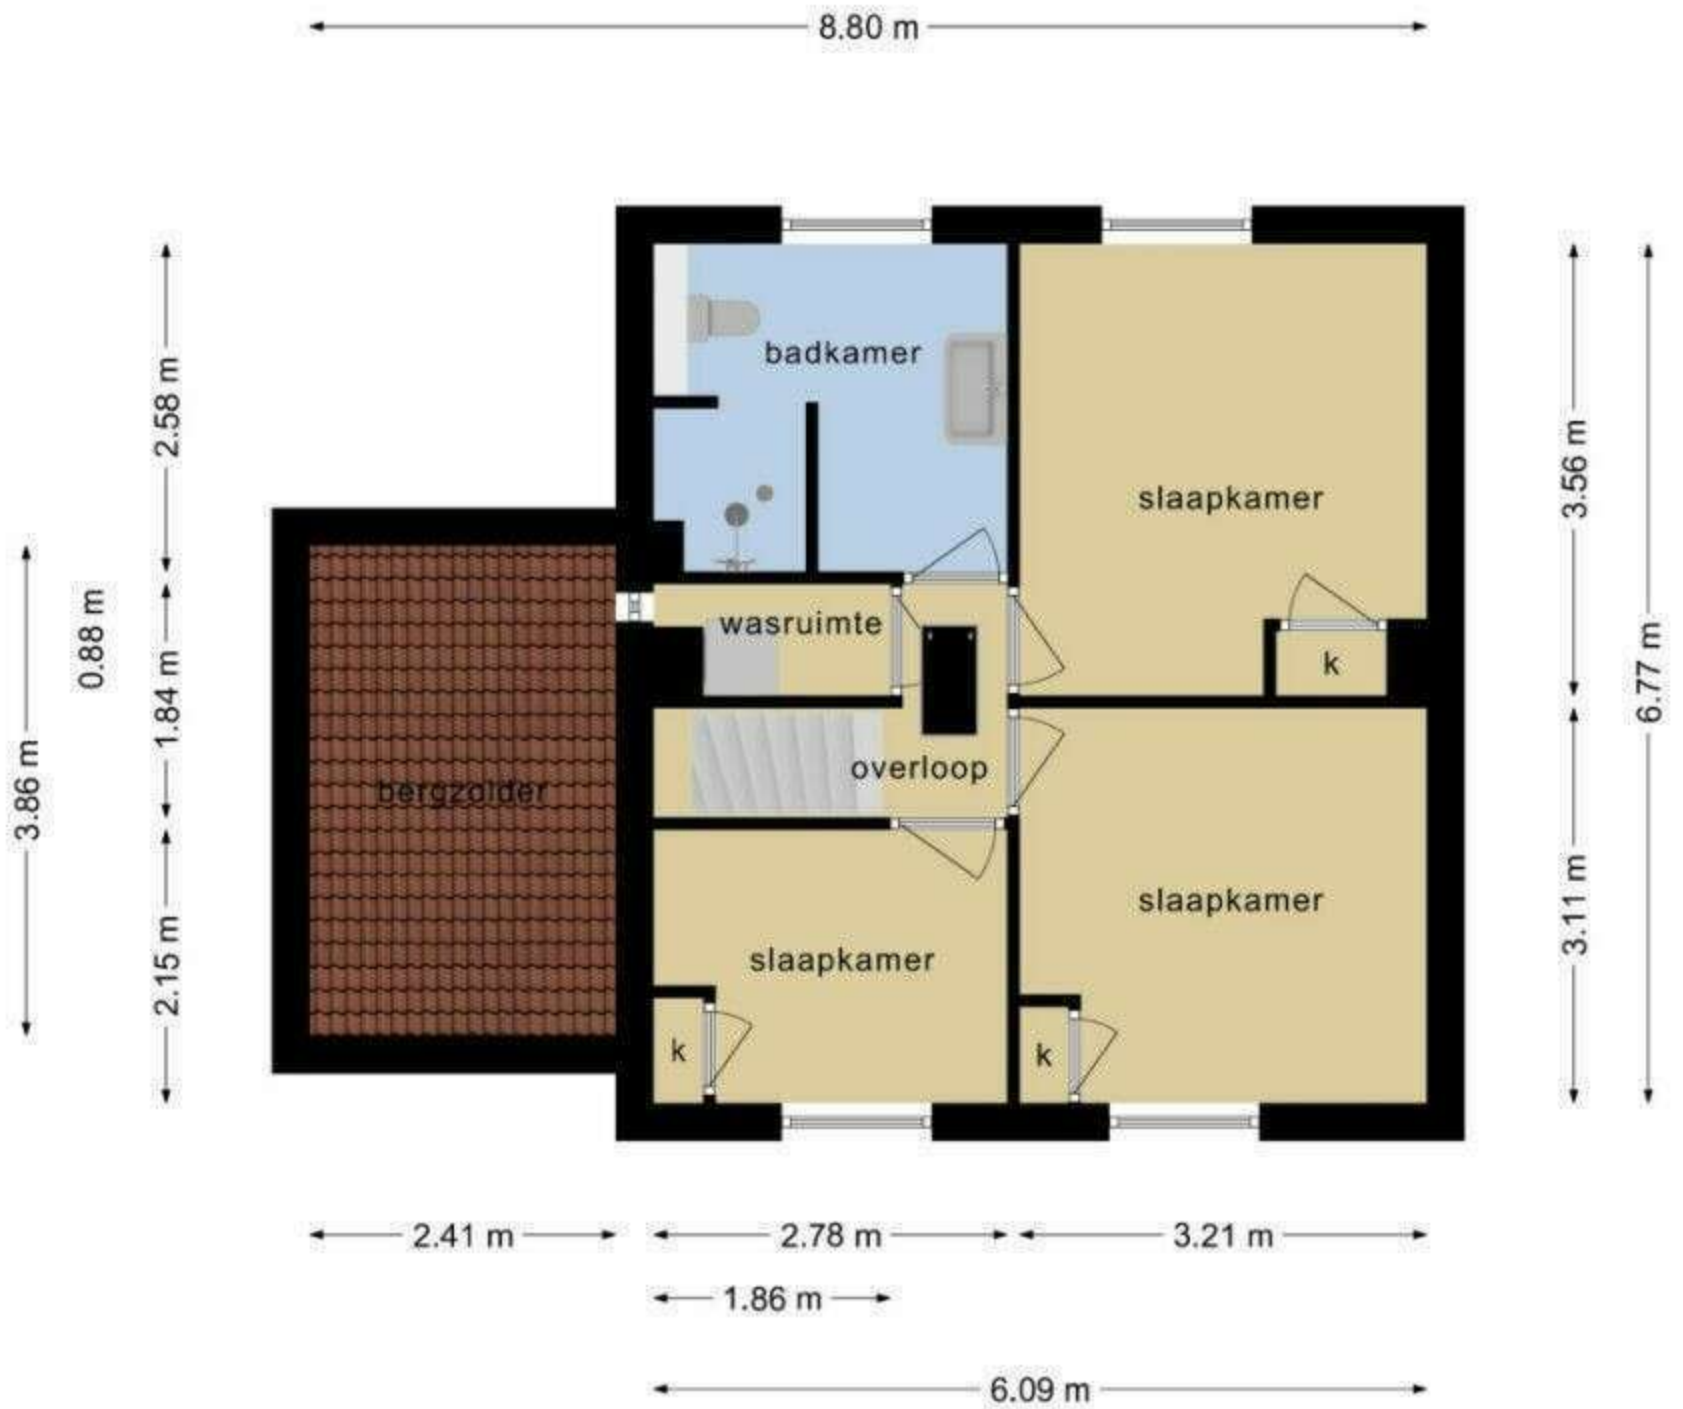 8.80 m
badkamer
2.58 m
3.56 m
slaapkamer
0.88 m
wasruimte
k
6.77 m
1.84 m
overloop
3.86 m
bergzolder
slaapkamer
3.11 m
2.15 m
slaapkamer
k
k
2.41 m
2.78 m
3.21 m
1.86 m
6.09 m